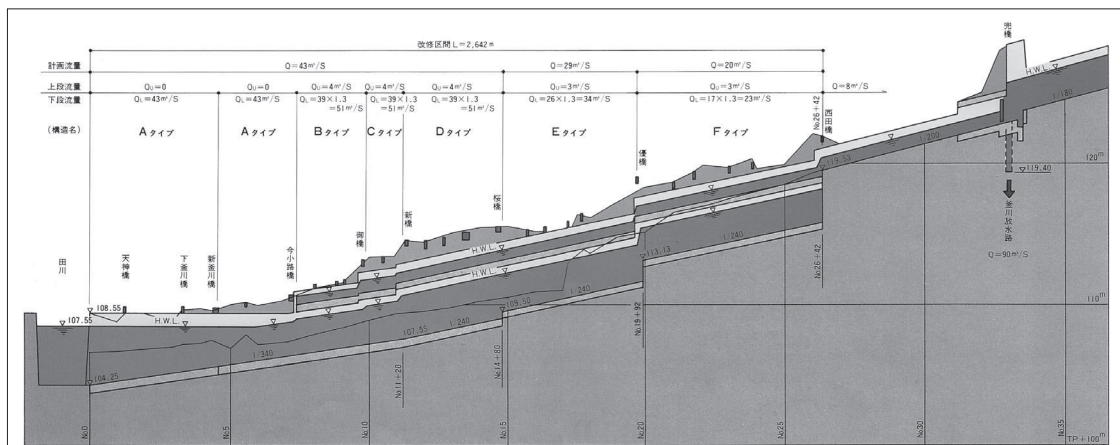 改修区間L=2,642m
計画流量 Q=43㎥/S Q=29㎥/S Q=20㎥/S
上段流量 QU=0 QU=0 QU=4㎥/S QU=4㎥/S QU=4㎥/S QU=3㎥/S QU=3㎥/S Q=8㎥/S
下段流量 QL=43㎥/S QL=43㎥/S QL=39×1.3=51㎥/S QL=39×1.3=51㎥/S QL=39×1.3=51㎥/S QL=26×1.3=34㎥/S QL=17×1.3=23㎥/S
(構造名) Aタイプ Aタイプ Bタイプ Cタイプ Dタイプ Eタイプ Fタイプ
田川
天神橋
下釜川橋
新釜川橋
今小路橋
御橋
新橋
桜橋
優橋
No.26+42
西田橋
兜橋
H.W.L.
1/180
1/200
120m
119.53
119.40
釜川放水路
Q=90㎥/S
H.W.L.
H.W.L.
1/240
113.13
No.26+42
110m
1/240
109.50
108.55
107.55
H.W.L.
107.55
1/240
No.19+92
1/340
No.14+80
No.11+20
104.25
No.0
No.5
No.10
No.15
No.20
No.25
No.30
No.35
TP+100m